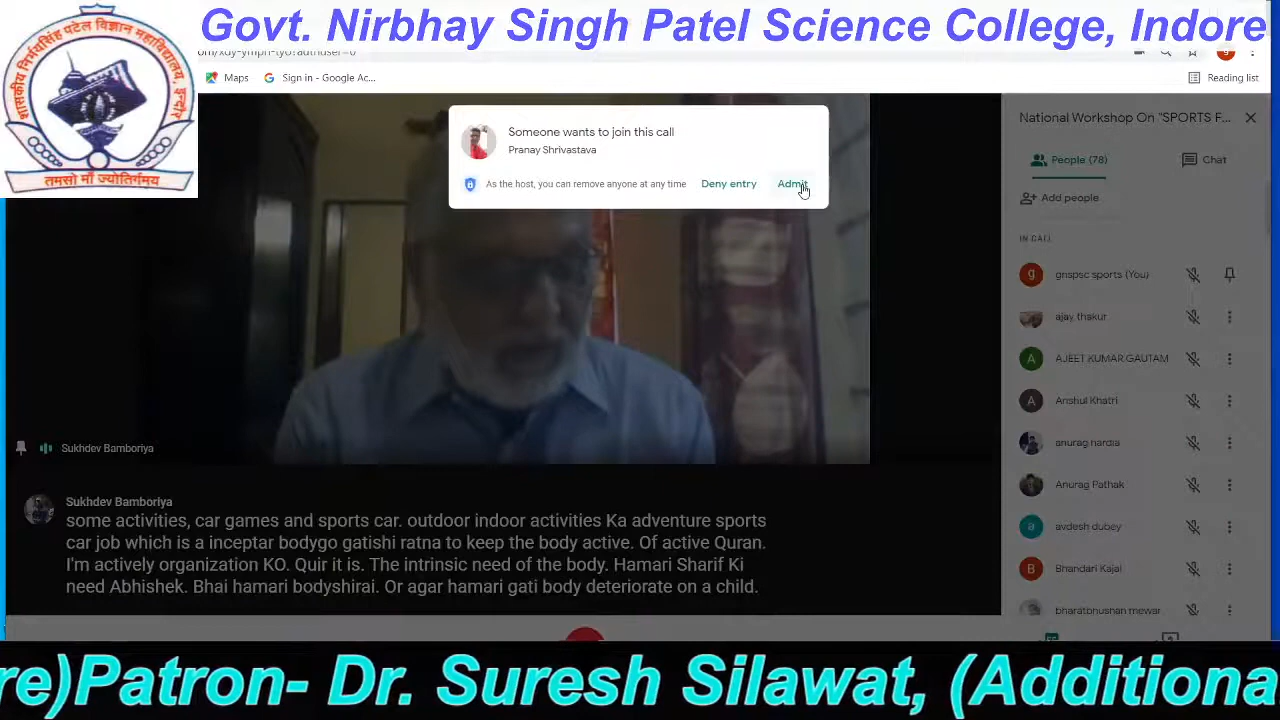 Govt. Nirbhay Singh Patel Science College, Indore
शासकीय निर्भयसिंह पटेल विज्ञान महाविद्यालय, इन्दौर
तमसो माँ ज्योतिर्गमय
Maps
Sign in - Google Ac...
Reading list
Someone wants to join this call
Pranay Shrivastava
As the host, you can remove anyone at any time
Deny entry
Admit
National Workshop On "SPORTS F...
People (78)
Chat
Add people
IN CALL
g
gnspsc sports (You)
ajay thakur
A
AJEET KUMAR GAUTAM
A
Anshul Khatri
anurag hardia
Anurag Pathak
a
avdesh dubey
B
Bhandari Kajal
bharatbhushan mewar
Sukhdev Bamboriya
Sukhdev Bamboriya
some activities, car games and sports car. outdoor indoor activities Ka adventure sports
car job which is a inceptar bodygo gatishi ratna to keep the body active. Of active Quran.
I'm actively organization KO. Quir it is. The intrinsic need of the body. Hamari Sharif Ki
need Abhishek. Bhai hamari bodyshirai. Or agar hamari gati body deteriorate on a child.
re)Patron- Dr. Suresh Silawat, (Additiona